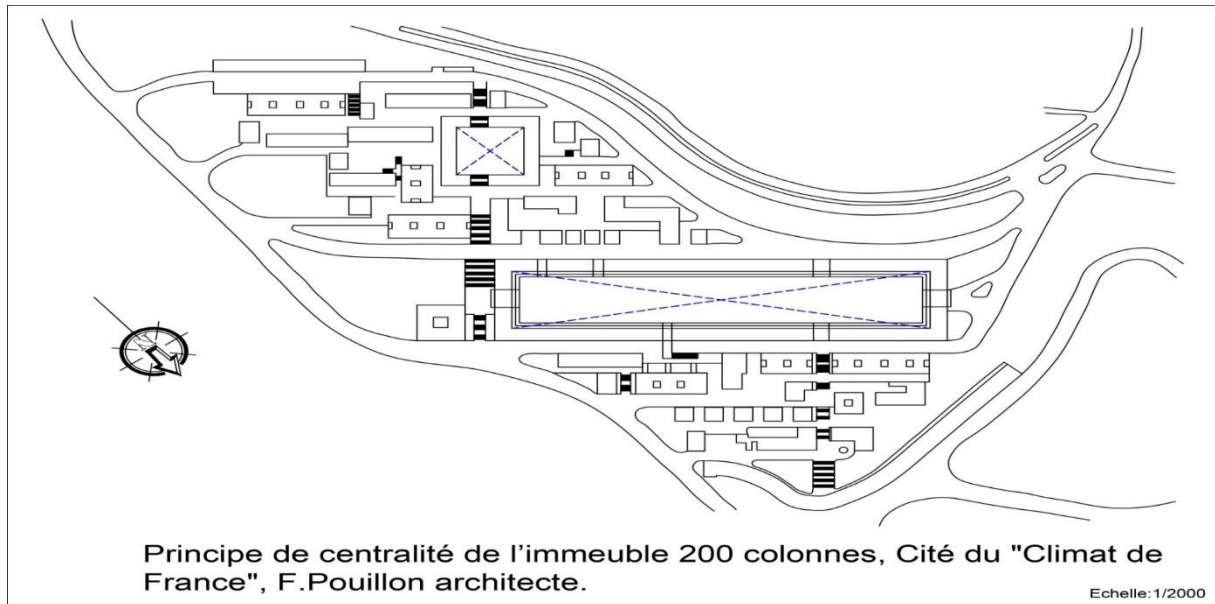 Principe de centralité de l'immeuble 200 colonnes, Cité du "Climat de
France", F.Pouillon architecte.
Echelle:1/2000